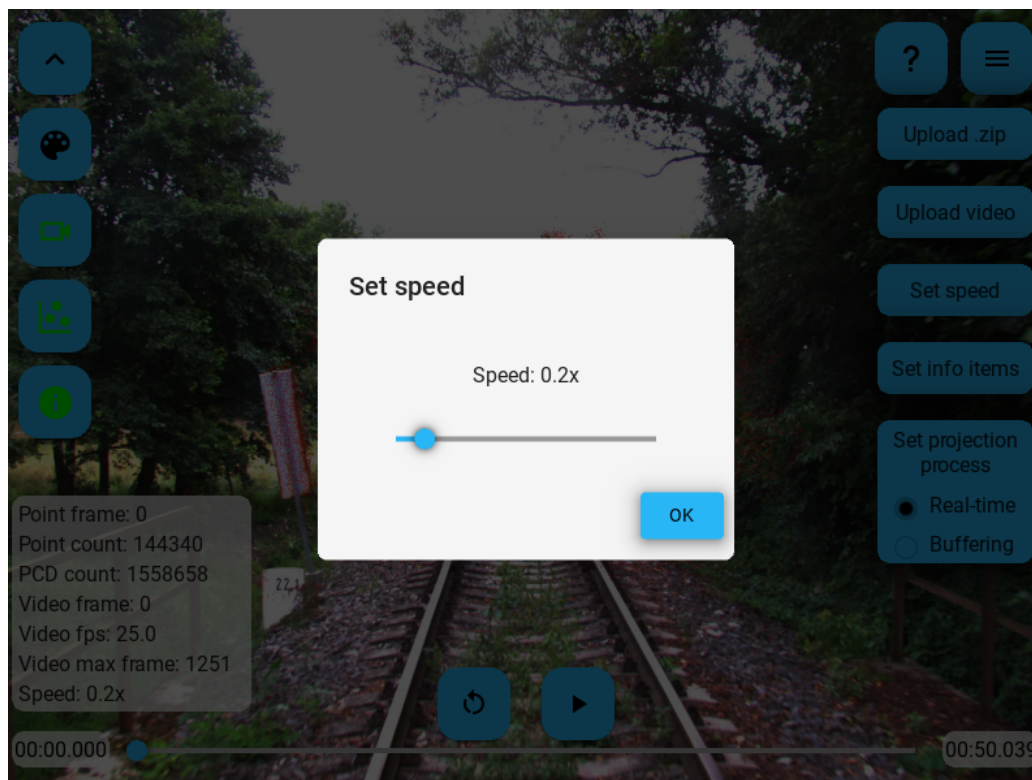 ?
Upload .zip
Upload video
Set speed
Set info items
Set projection
process
Real-time
Buffering
Set speed
Speed: 0.2x
OK
Point frame: 0
Point count: 144340
PCD count: 1558658
Video frame: 0
Video fps: 25.0
Video max frame: 1251
Speed: 0.2x
22.1
00:00.000
00:50.039